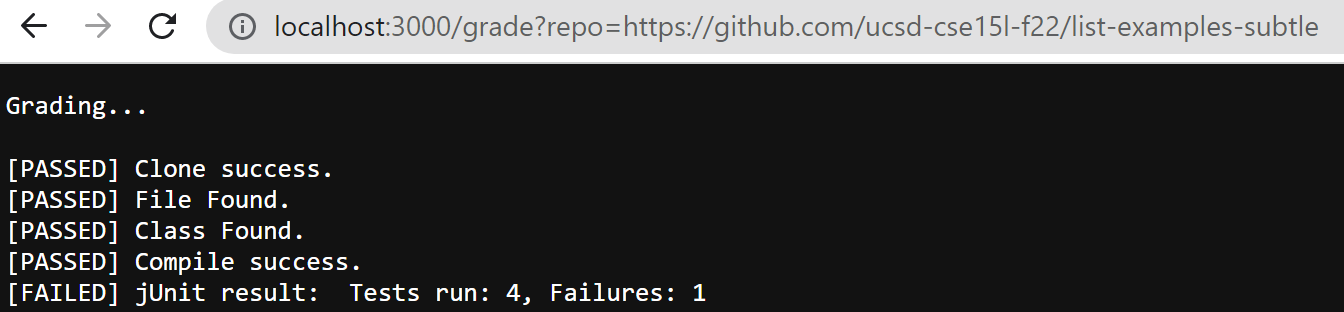 localhost:3000/grade?repo=https://github.com/ucsd-cse15l-f22/list-examples-subtle
Grading...
[PASSED] Clone success.
[PASSED] File Found.
[PASSED] Class Found.
[PASSED] Compile success.
[FAILED] jUnit result:  Tests run: 4, Failures: 1